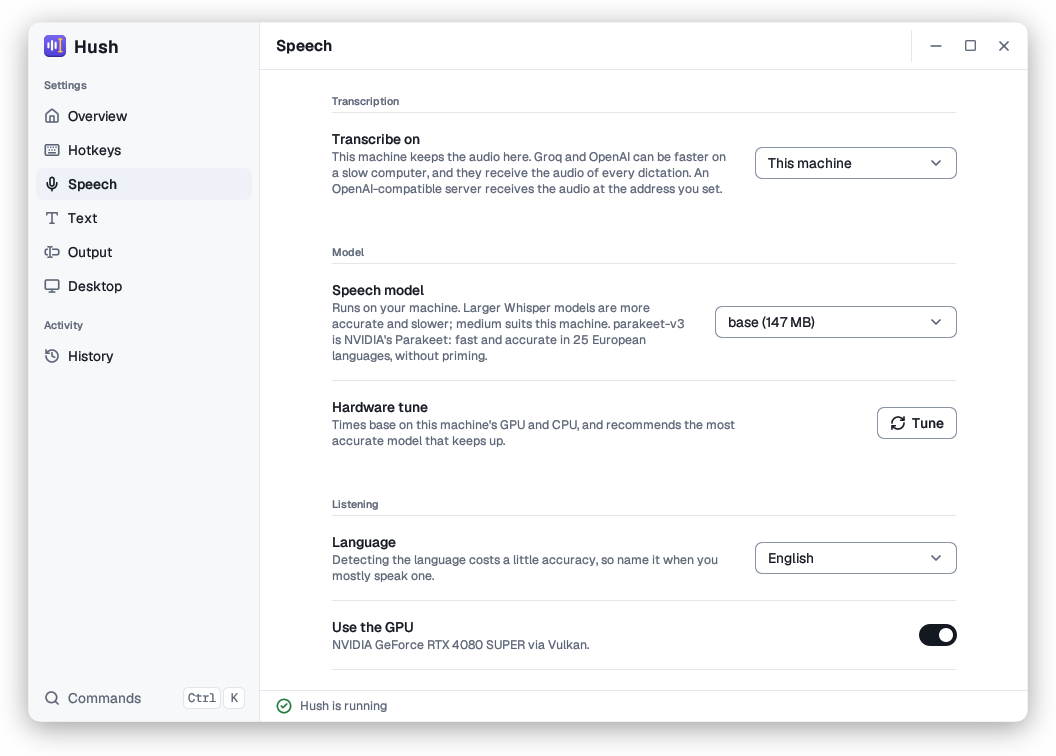 Hush
Speech
Settings
Overview
Hotkeys
Speech
Text
Output
Desktop
Activity
History
Commands
Ctrl K
Transcription
Transcribe on
This machine keeps the audio here. Groq and OpenAI can be faster on
a slow computer, and they receive the audio of every dictation. An
OpenAI-compatible server receives the audio at the address you set.
This machine
Model
Speech model
Runs on your machine. Larger Whisper models are more
accurate and slower; medium suits this machine. parakeet-v3
is NVIDIA's Parakeet: fast and accurate in 25 European
languages, without priming.
base (147 MB)
Hardware tune
Times base on this machine's GPU and CPU, and recommends the most
accurate model that keeps up.
Tune
Listening
Language
Detecting the language costs a little accuracy, so name it when you
mostly speak one.
English
Use the GPU
NVIDIA GeForce RTX 4080 SUPER via Vulkan.
Hush is running